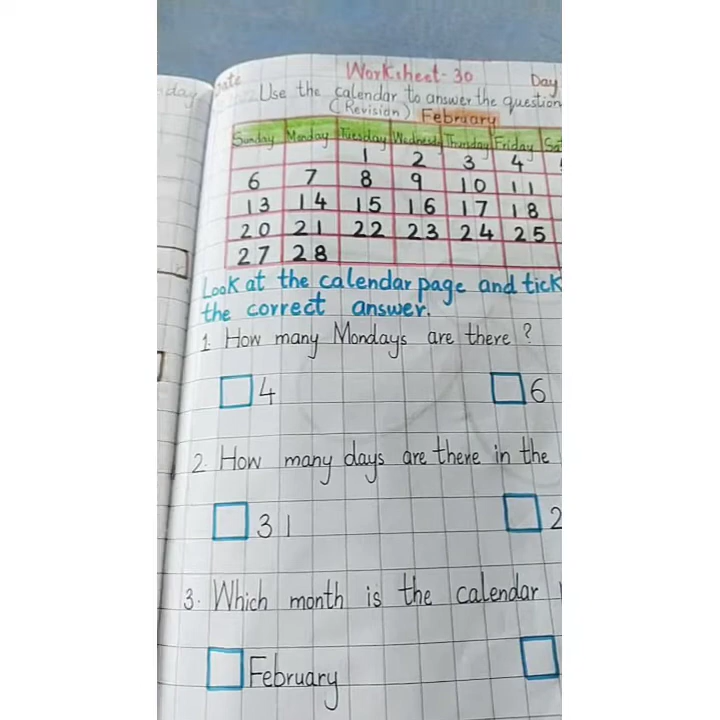 day
Date
Worksheet-30
Day
Use the calendar to answer the question
(Revision) February
Sunday Monday Tuesday Wednesday Thursday Friday Sat
1 2 3 4
6 7 8 9 10 11
13 14 15 16 17 18
20 21 22 23 24 25
27 28
Look at the calendar page and tick
the correct answer.
1. How many Mondays are there?
4 6
2. How many days are there in the
31 2
3. Which month is the calendar
February